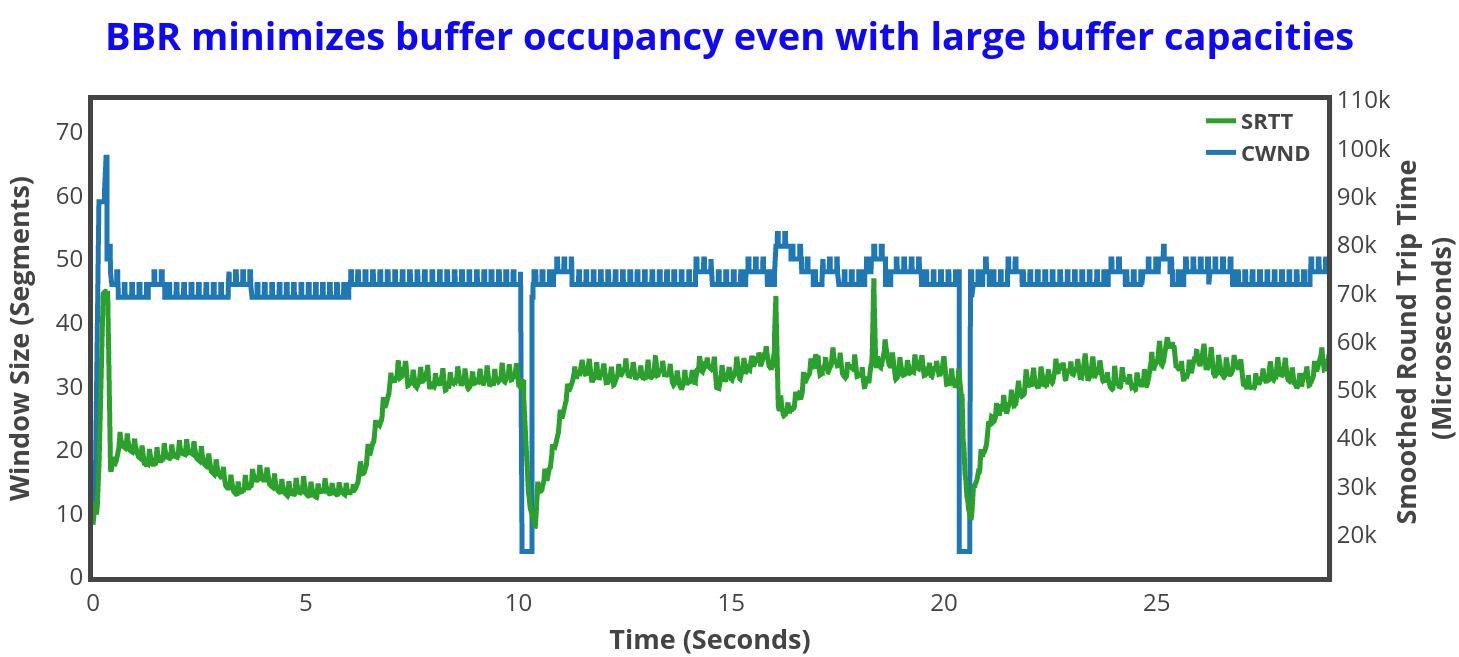 BBR minimizes buffer occupancy even with large buffer capacities
SRTT
CWND
Window Size (Segments)
70
60
50
40
30
20
10
0
110k
100k
90k
80k
70k
60k
50k
40k
30k
20k
Smoothed Round Trip Time
(Microseconds)
0
5
10
15
20
25
Time (Seconds)